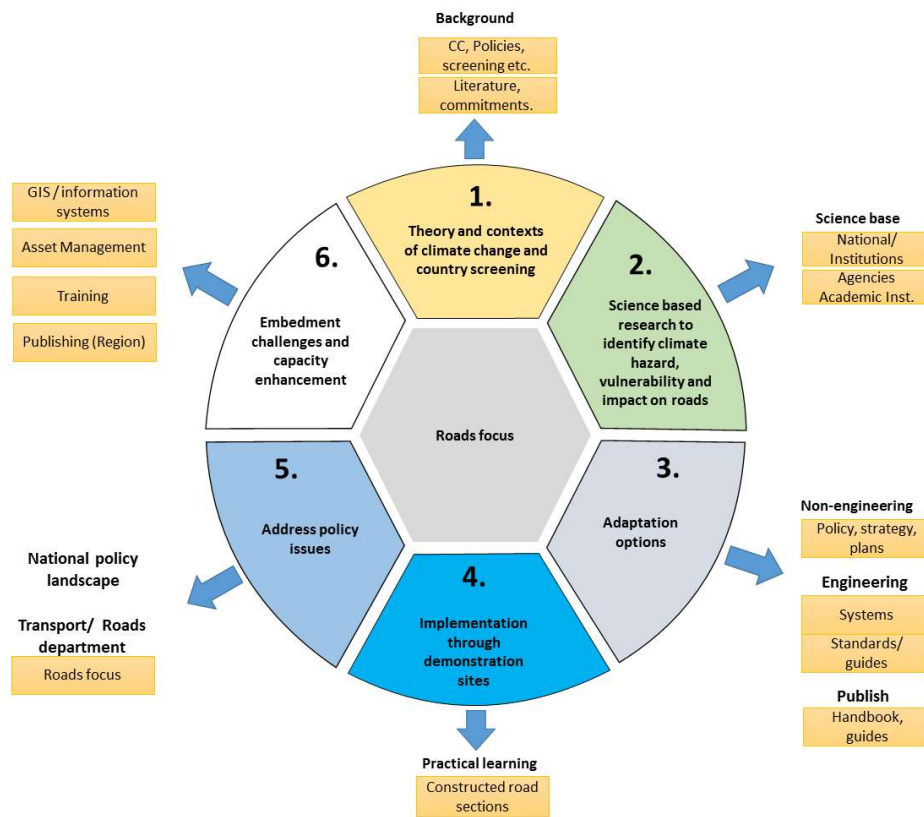 Background
CC, Policies,
screening etc.
Literature,
commitments.
1.
Theory and contexts
of climate change and
country screening
GIS / information
systems
Asset Management
Training
Publishing (Region)
6.
Embedment
challenges and
capacity
enhancement
2.
Science based
research to
identify climate
hazard,
vulnerability and
impact on roads
Science base
National/
Institutions
Agencies
Academic Inst.
Roads focus
5.
Address policy
issues
3.
Adaptation
options
Non-engineering
Policy, strategy,
plans
Engineering
Systems
Standards/
guides
Publish
Handbook,
guides
National policy
landscape
Transport/ Roads
department
Roads focus
4.
Implementation
through
demonstration
sites
Practical learning
Constructed road
sections